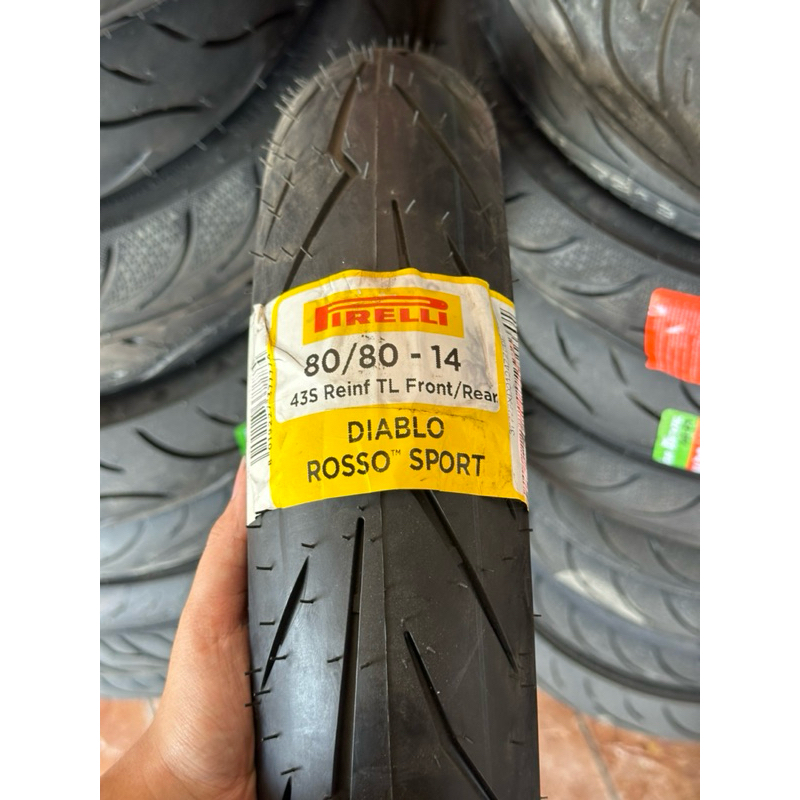 PIRELLI
80/80 - 14
43S Reinf TL Front/Rear
DIABLO
ROSSO™ SPORT